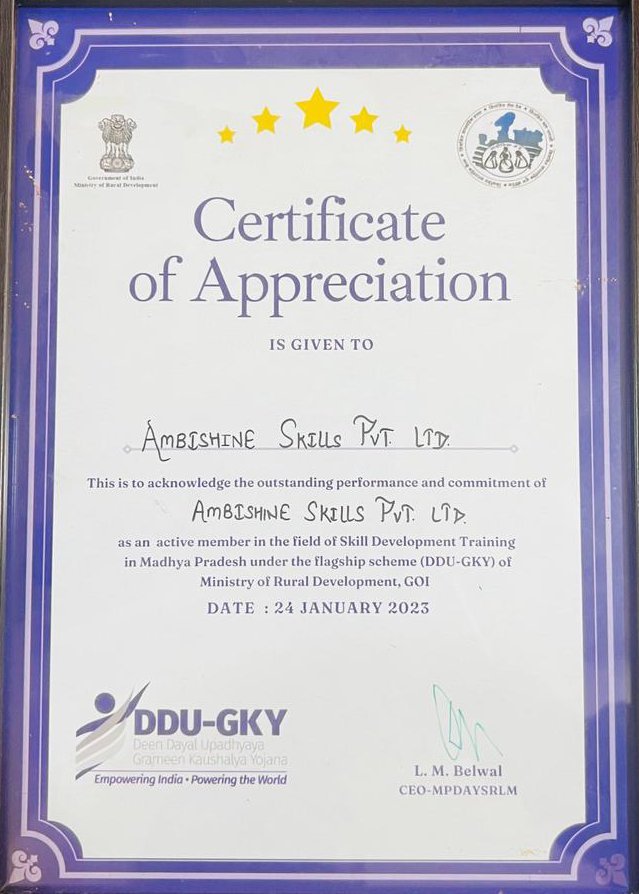 Government of India
Ministry of Rural Development
Certificate
of Appreciation
IS GIVEN TO
AMBISHINE SKILLS PVT. LTD.
This is to acknowledge the outstanding performance and commitment of
AMBISHINE SKILLS PVT. LTD.
as an active member in the field of Skill Development Training
in Madhya Pradesh under the flagship scheme (DDU-GKY) of
Ministry of Rural Development, GOI
DATE : 24 JANUARY 2023
DDU-GKY
Deen Dayal Upadhyaya
Grameen Kaushalya Yojana
Empowering India • Powering the World
L. M. Belwal
CEO-MPDAYSRLM